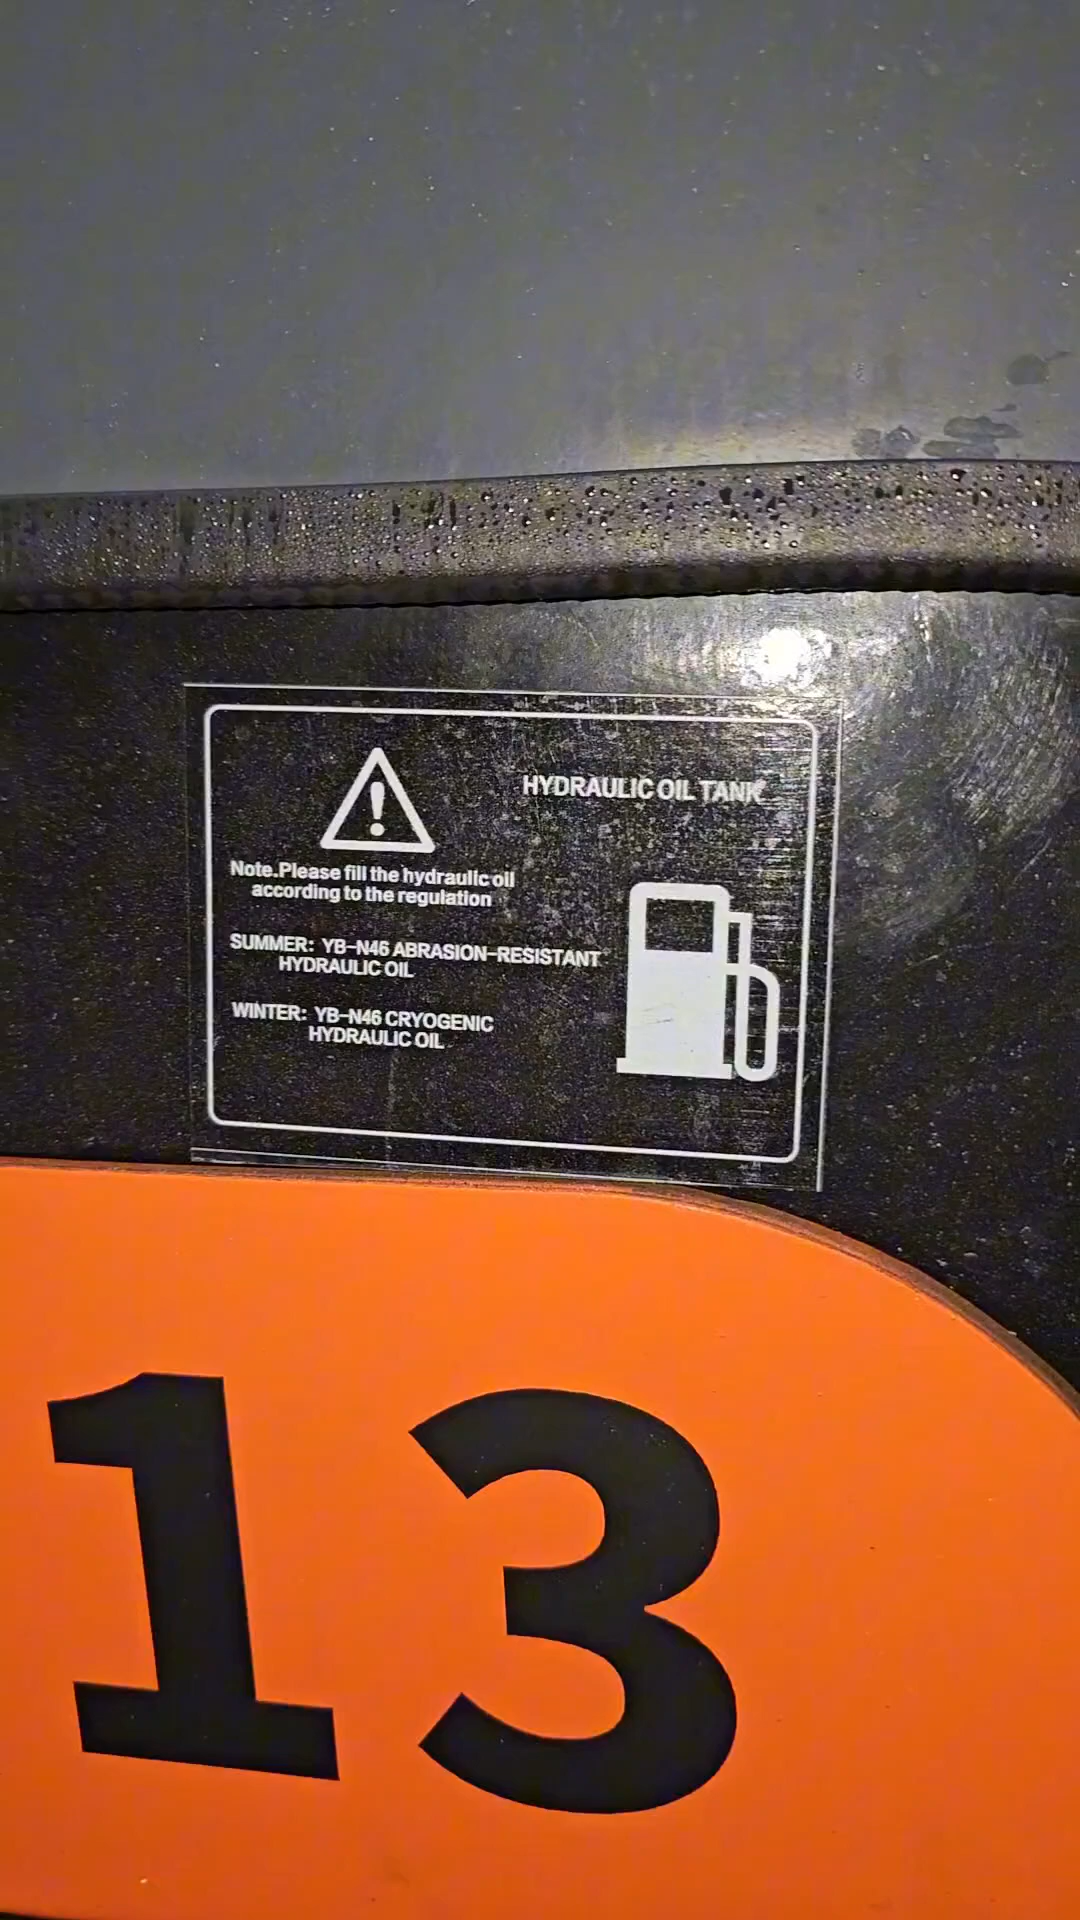 HYDRAULIC OIL TANK
Note.Please fill the hydraulic oil
according to the regulation
SUMMER: YB-N46 ABRASION-RESISTANT
HYDRAULIC OIL
WINTER: YB-N46 CRYOGENIC
HYDRAULIC OIL
13